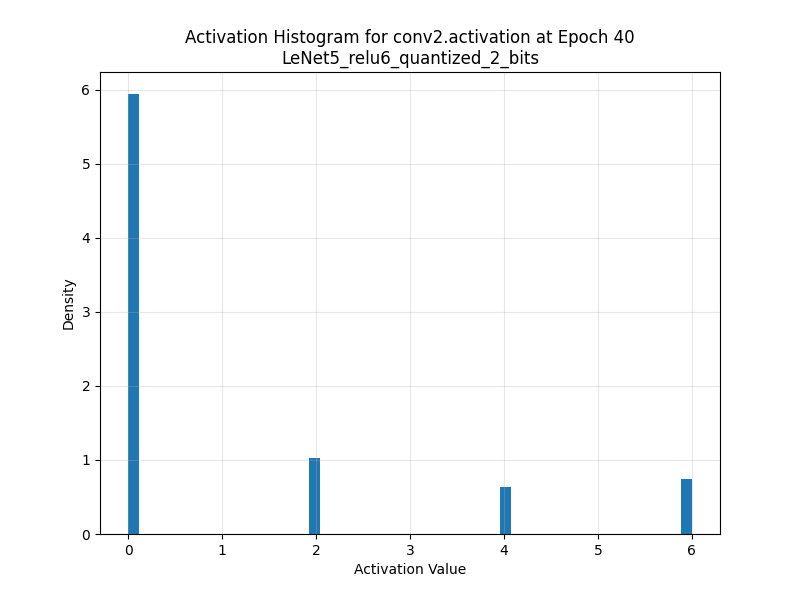 Activation Histogram for conv2.activation at Epoch 40
LeNet5_relu6_quantized_2_bits
6
5
4
3
2
1
0
Density
0 1 2 3 4 5 6
Activation Value